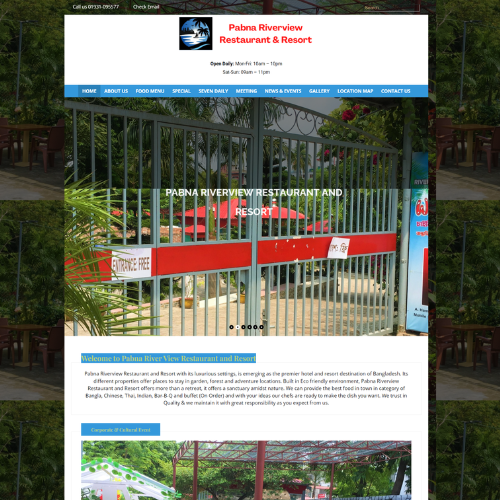 Call us 01931-095577 Check Email
Pabna Riverview
Restaurant & Resort
Open Daily: Mon-Fri: 10am – 10pm
Sat-Sun: 09am – 11pm
HOME ABOUT US FOOD MENU SPECIAL SEVEN DAILY MEETING NEWS & EVENTS GALLERY LOCATION MAP CONTACT US
PABNA RIVERVIEW RESTAURANT AND
RESORT
ENTRANCE: FREE
Welcome to Pabna River View Restaurant and Resort
Pabna Riverview Restaurant and Resort with its luxurious settings, is emerging as the premier hotel and resort destination of Bangladesh. Its
different properties offer places to stay in garden, forest and adventure locations. Built in Eco friendly environment, Pabna Riverview
Restaurant and Resort offers more than a retreat, it offers a sanctuary amidst nature. We can provide the best food in town in category of
Bangla, Chinese, Thai, Indian, Bar-B-Q and buffet (On Order) and with your ideas our chefs are ready to make the dish you want. We trust in
Quality & we maintain it with great responsibility as you expect from us.
Corporate & Cultural Event